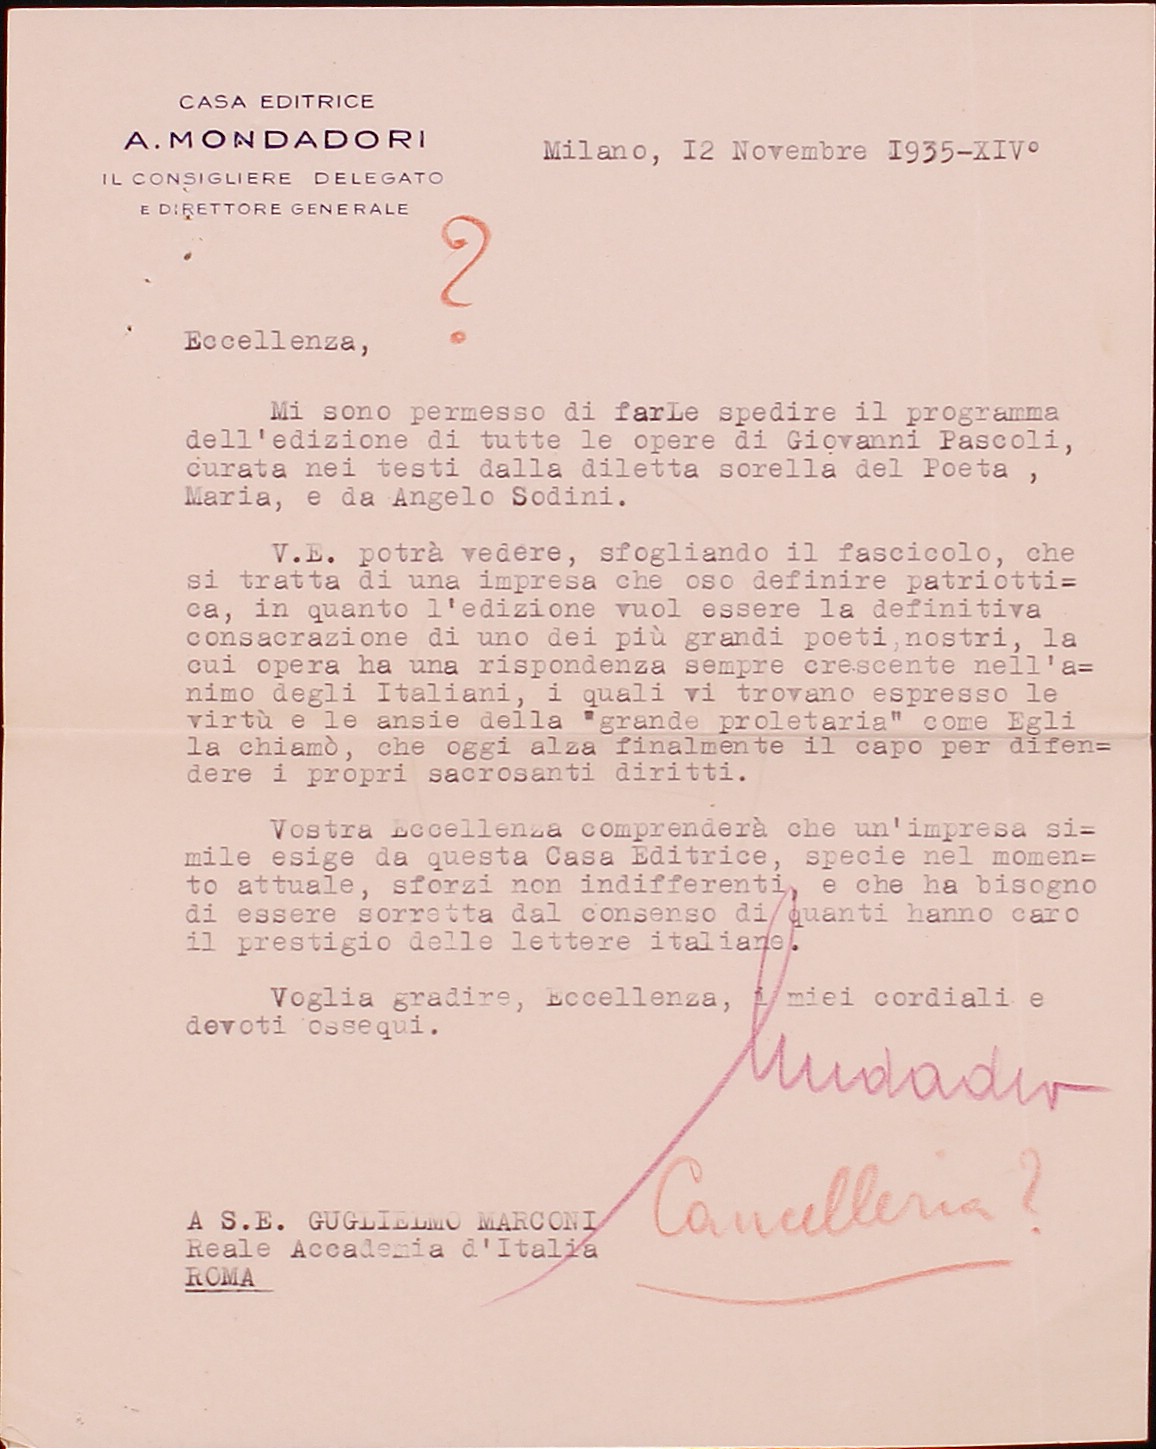 CASA EDITRICE
A. MONDADORI
IL CONSIGLIERE DELEGATO
E DIRETTORE GENERALE
Milano, I2 Novembre I935-XIV°
?
Eccellenza,
Mi sono permesso di farLe spedire il programma
dell'edizione di tutte le opere di Giovanni Pascoli,
curata nei testi dalla diletta sorella del Poeta ,
Maria, e da Angelo Sodini.
V.E. potrà vedere, sfogliando il fascicolo, che
si tratta di una impresa che oso definire patriotti=
ca, in quanto l'edizione vuol essere la definitiva
consacrazione di uno dei più grandi poeti,nostri, la
cui opera ha una rispondenza sempre crescente nell'a=
nimo degli Italiani, i quali vi trovano espresso le
virtù e le ansie della "grande proletaria" come Egli
la chiamò, che oggi alza finalmente il capo per difen=
dere i propri sacrosanti diritti.
Vostra Eccellenza comprenderà che un'impresa si=
mile esige da questa Casa Editrice, specie nel momen=
to attuale, sforzi non indifferenti, e che ha bisogno
di essere sorretta dal consenso di quanti hanno caro
il prestigio delle lettere italiane.
Voglia gradire, Eccellenza, i miei cordiali e
devoti ossequi.
Mondadori
Cancelleria?
A S.E. GUGLIELMO MARCONI
Reale Accademia d'Italia
ROMA